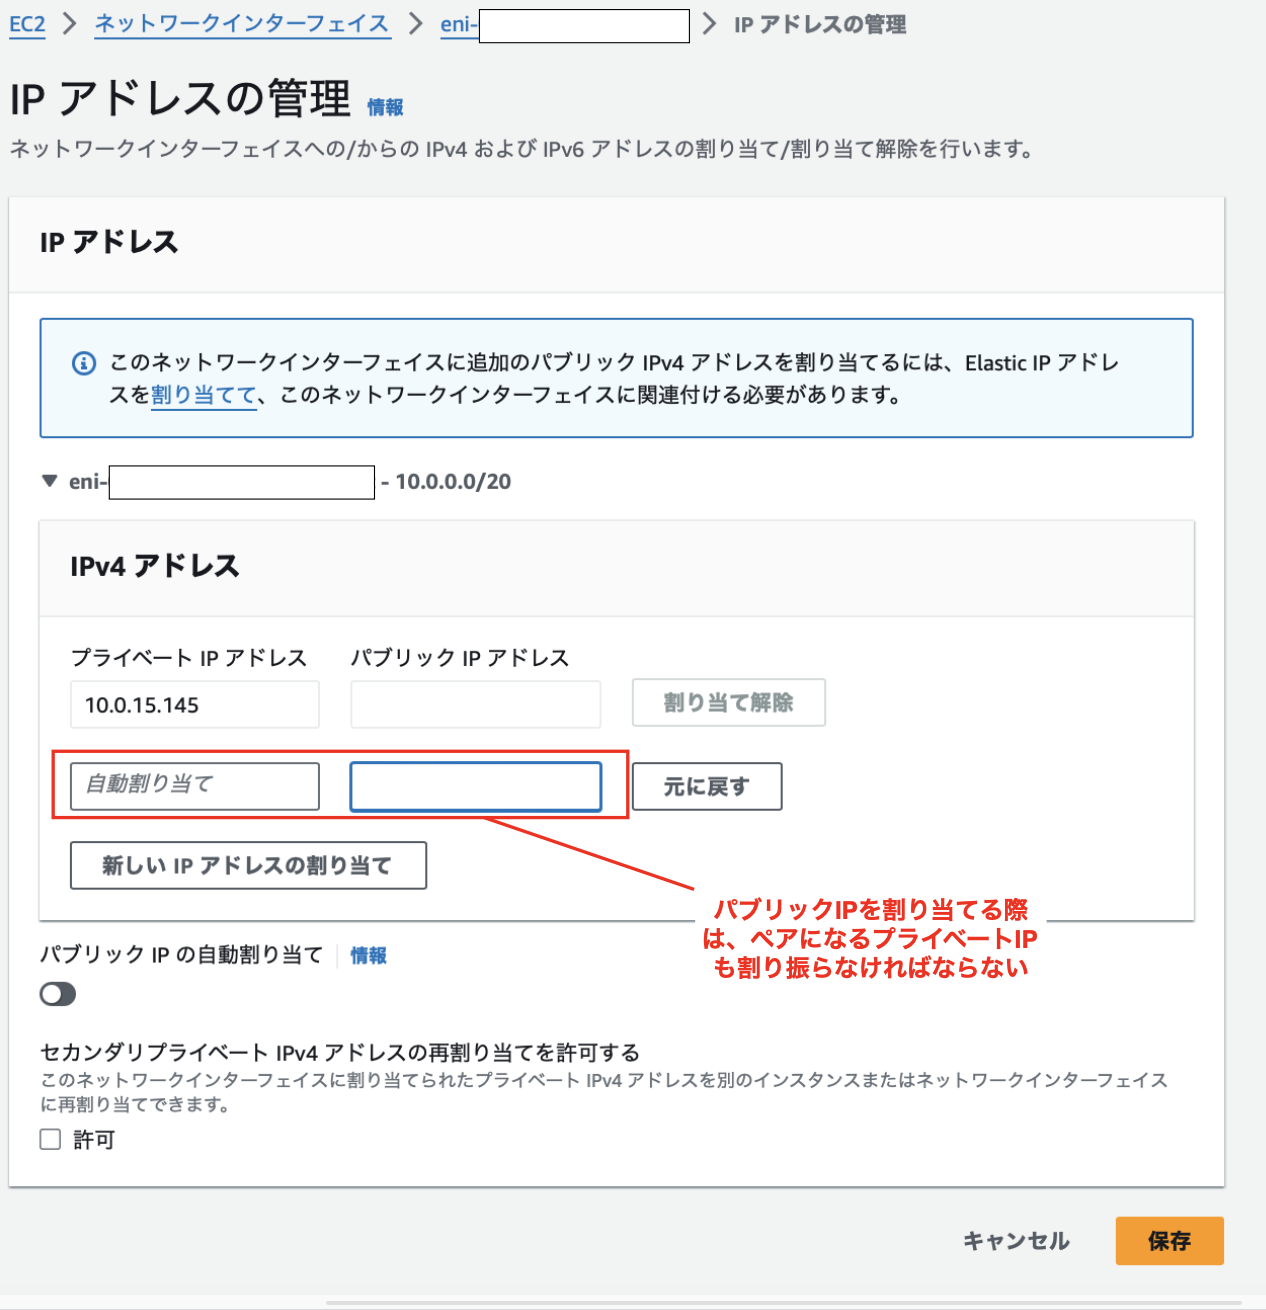 EC2 > ネットワークインターフェイス > eni- > IP アドレスの管理
IP アドレスの管理 情報
ネットワークインターフェイスへの/からの IPv4 および IPv6 アドレスの割り当て/割り当て解除を行います。
IP アドレス
このネットワークインターフェイスに追加のパブリック IPv4 アドレスを割り当てるには、Elastic IP アドレ
スを割り当てて、このネットワークインターフェイスに関連付ける必要があります。
eni- - 10.0.0.0/20
IPv4 アドレス
プライベート IP アドレス パブリック IP アドレス
10.0.15.145 割り当て解除
自動割り当て 元に戻す
新しい IP アドレスの割り当て
パブリックIPを割り当てる際
は、ペアになるプライベートIP
も割り振らなければならない
パブリック IP の自動割り当て 情報
セカンダリプライベート IPv4 アドレスの再割り当てを許可する
このネットワークインターフェイスに割り当てられたプライベート IPv4 アドレスを別のインスタンスまたはネットワークインターフェイス
に再割り当てできます。
許可
キャンセル 保存